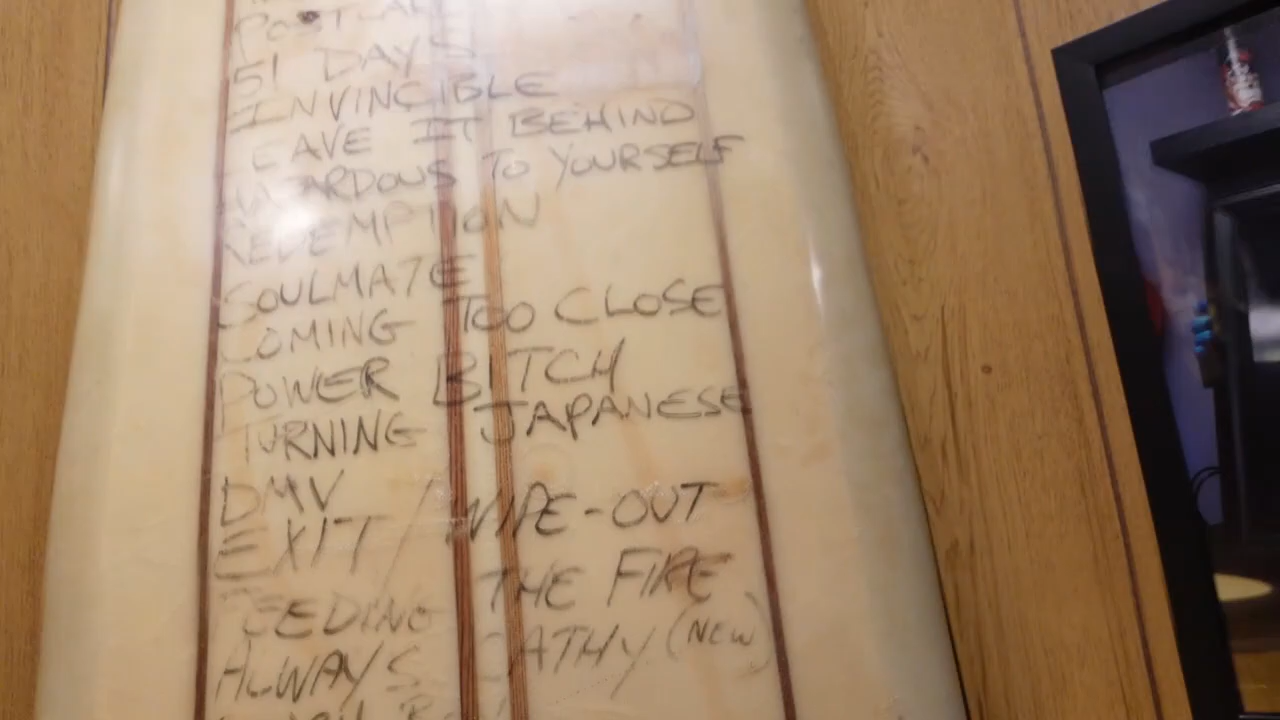 51 DAYS
INVINCIBLE
LEAVE IT BEHIND
HAZARDOUS TO YOURSELF
REDEMPTION
SOULMATE
COMING TOO CLOSE
POWER BITCH
TURNING JAPANESE
DMV
EXIT / WIPE-OUT
FEEDING THE FIRE
ALWAYS CATHY (NEW)